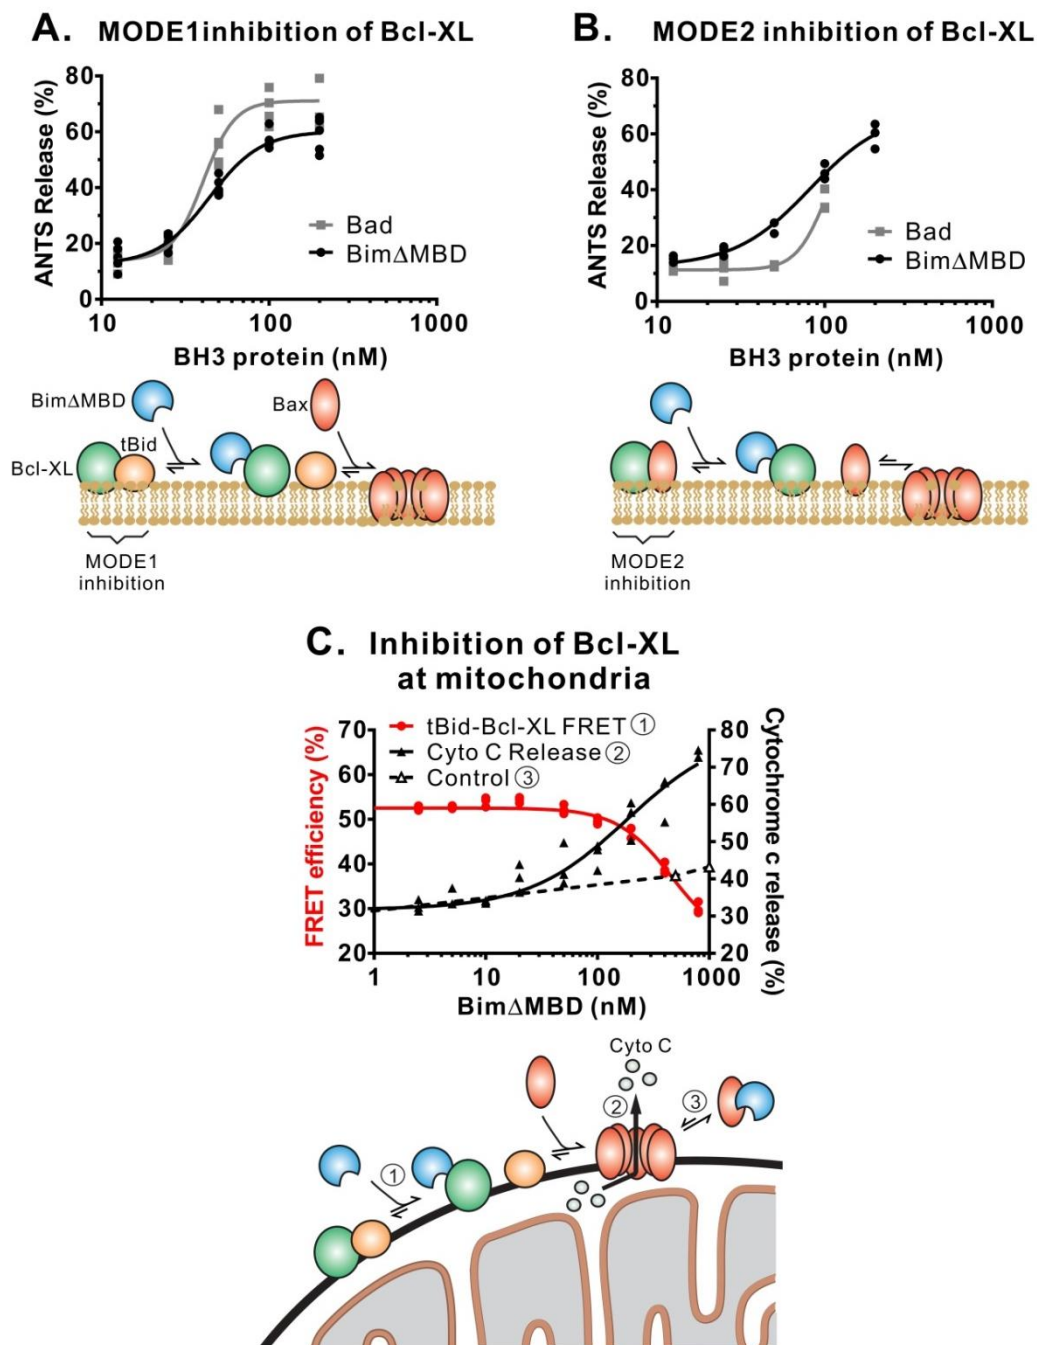 A. MODE1 inhibition of Bcl-XL
ANTS Release (%)
80
60
40
20
0
Bad
BimΔMBD
10 100 1000
BH3 protein (nM)
BimΔMBD
Bax
tBid
Bcl-XL
MODE1
inhibition
B. MODE2 inhibition of Bcl-XL
ANTS Release (%)
80
60
40
20
0
Bad
BimΔMBD
10 100 1000
BH3 protein (nM)
MODE2
inhibition
C. Inhibition of Bcl-XL
at mitochondria
FRET efficiency (%)
70
60
50
40
30
20
tBid-Bcl-XL FRET ①
Cyto C Release ②
Control ③
80
70
60
50
40
30
20
Cytochrome c release (%)
1 10 100 1000
BimΔMBD (nM)
Cyto C
②
③
①